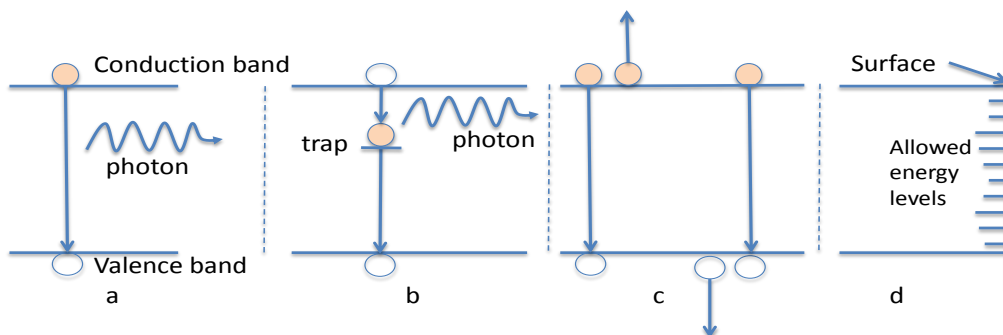 Conduction band
photon
Valence band
a
trap
photon
b
c
Surface
Allowed
energy
levels
d